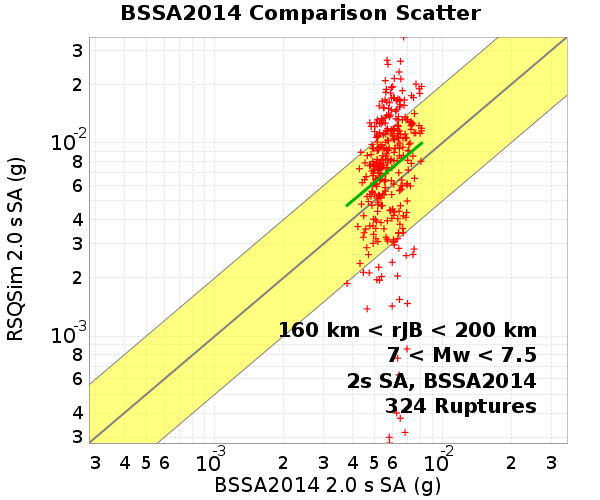 BSSA2014 Comparison Scatter
3
2
10-2
8
6
4
3
2
10-3
8
6
4
3
RSQSim 2.0 s SA (g)
160 km < rJB < 200 km
7 < Mw < 7.5
2s SA, BSSA2014
324 Ruptures
3 4 5 6 10-3 2 3 4 5 6 10-2 2 3
BSSA2014 2.0 s SA (g)